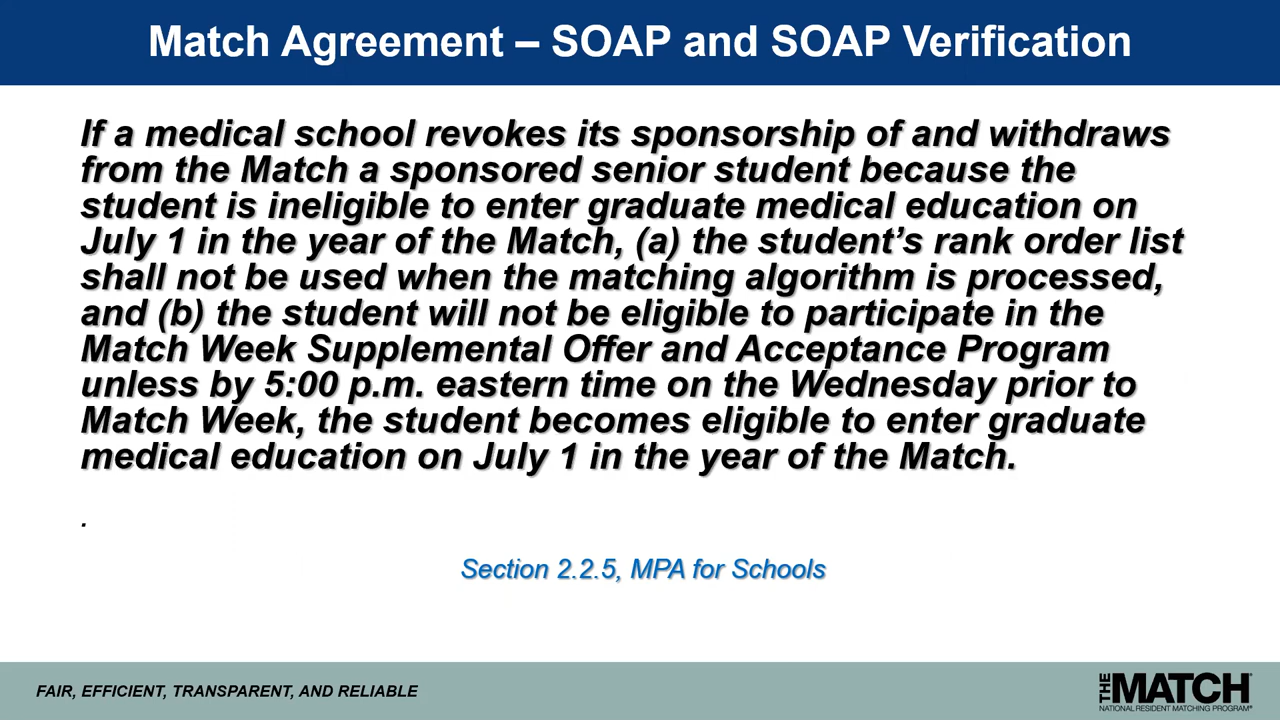 Match Agreement – SOAP and SOAP Verification
If a medical school revokes its sponsorship of and withdraws
from the Match a sponsored senior student because the
student is ineligible to enter graduate medical education on
July 1 in the year of the Match, (a) the student’s rank order list
shall not be used when the matching algorithm is processed,
and (b) the student will not be eligible to participate in the
Match Week Supplemental Offer and Acceptance Program
unless by 5:00 p.m. eastern time on the Wednesday prior to
Match Week, the student becomes eligible to enter graduate
medical education on July 1 in the year of the Match.
.
Section 2.2.5, MPA for Schools
FAIR, EFFICIENT, TRANSPARENT, AND RELIABLE
THE MATCH®
NATIONAL RESIDENT MATCHING PROGRAM®